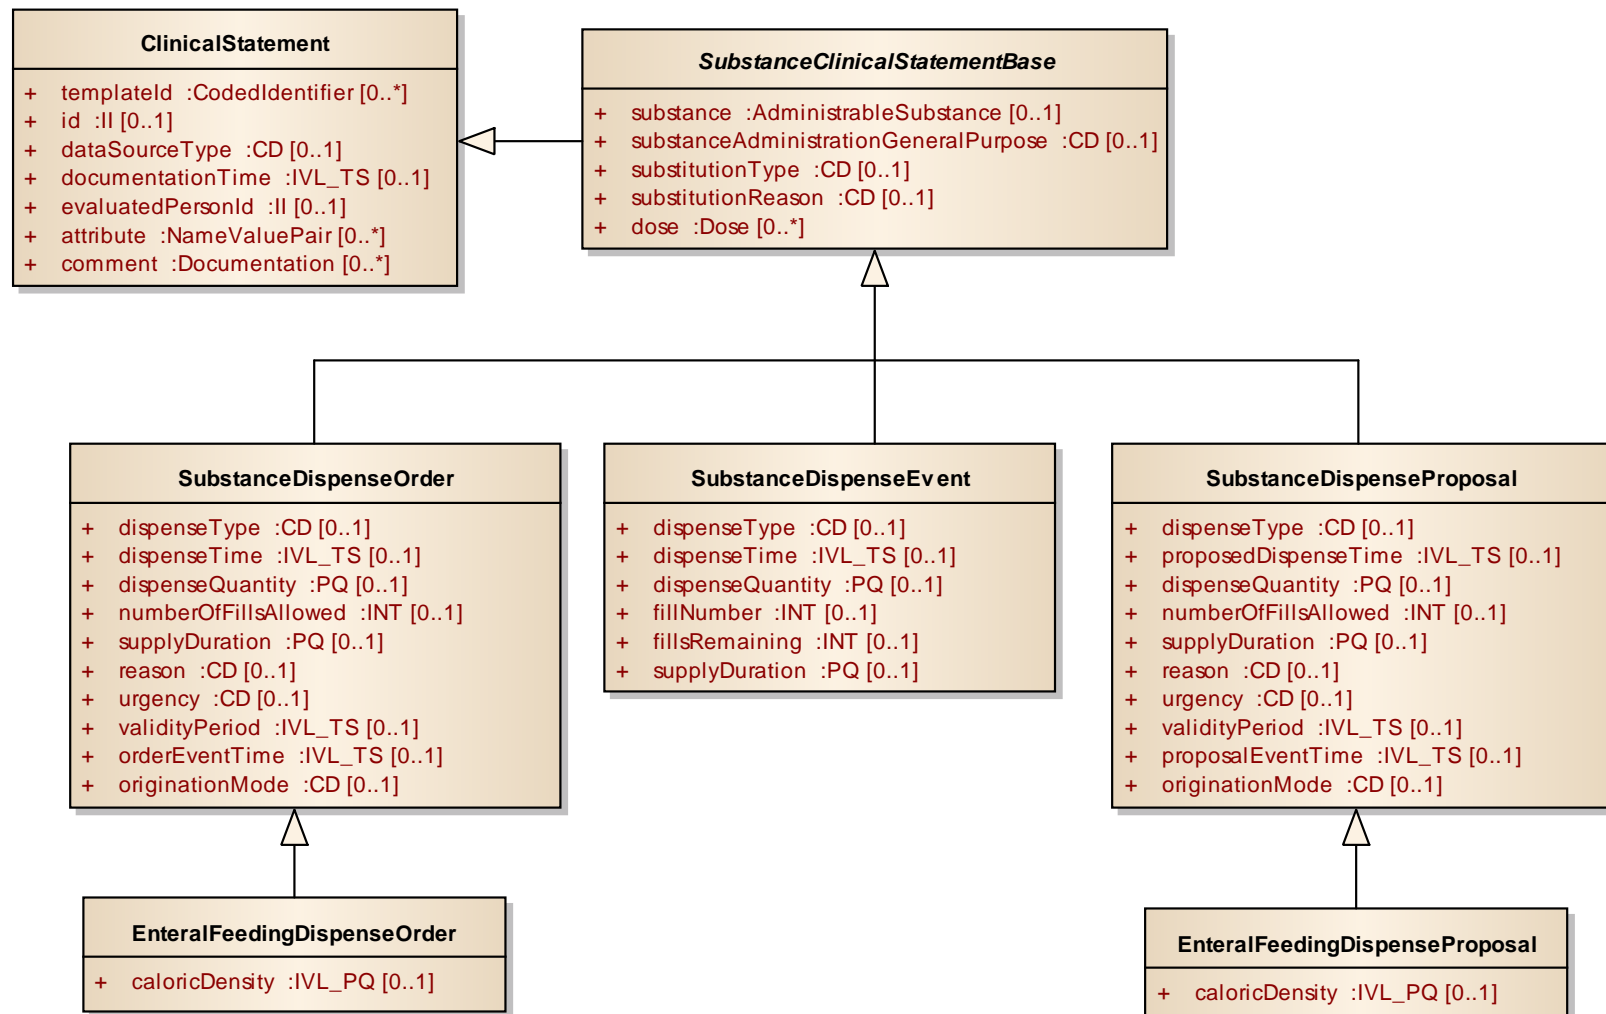 ClinicalStatement
+ templateId :CodedIdentifier [0..*]
+ id :II [0..1]
+ dataSourceType :CD [0..1]
+ documentationTime :IVL_TS [0..1]
+ evaluatedPersonId :II [0..1]
+ attribute :NameValuePair [0..*]
+ comment :Documentation [0..*]
SubstanceClinicalStatementBase
+ substance :AdministrableSubstance [0..1]
+ substanceAdministrationGeneralPurpose :CD [0..1]
+ substitutionType :CD [0..1]
+ substitutionReason :CD [0..1]
+ dose :Dose [0..*]
SubstanceDispenseOrder
+ dispenseType :CD [0..1]
+ dispenseTime :IVL_TS [0..1]
+ dispenseQuantity :PQ [0..1]
+ numberOfFillsAllowed :INT [0..1]
+ supplyDuration :PQ [0..1]
+ reason :CD [0..1]
+ urgency :CD [0..1]
+ validityPeriod :IVL_TS [0..1]
+ orderEventTime :IVL_TS [0..1]
+ originationMode :CD [0..1]
SubstanceDispenseEvent
+ dispenseType :CD [0..1]
+ dispenseTime :IVL_TS [0..1]
+ dispenseQuantity :PQ [0..1]
+ fillNumber :INT [0..1]
+ fillsRemaining :INT [0..1]
+ supplyDuration :PQ [0..1]
SubstanceDispenseProposal
+ dispenseType :CD [0..1]
+ proposedDispenseTime :IVL_TS [0..1]
+ dispenseQuantity :PQ [0..1]
+ numberOfFillsAllowed :INT [0..1]
+ supplyDuration :PQ [0..1]
+ reason :CD [0..1]
+ urgency :CD [0..1]
+ validityPeriod :IVL_TS [0..1]
+ proposalEventTime :IVL_TS [0..1]
+ originationMode :CD [0..1]
EnteralFeedingDispenseOrder
+ caloricDensity :IVL_PQ [0..1]
EnteralFeedingDispenseProposal
+ caloricDensity :IVL_PQ [0..1]